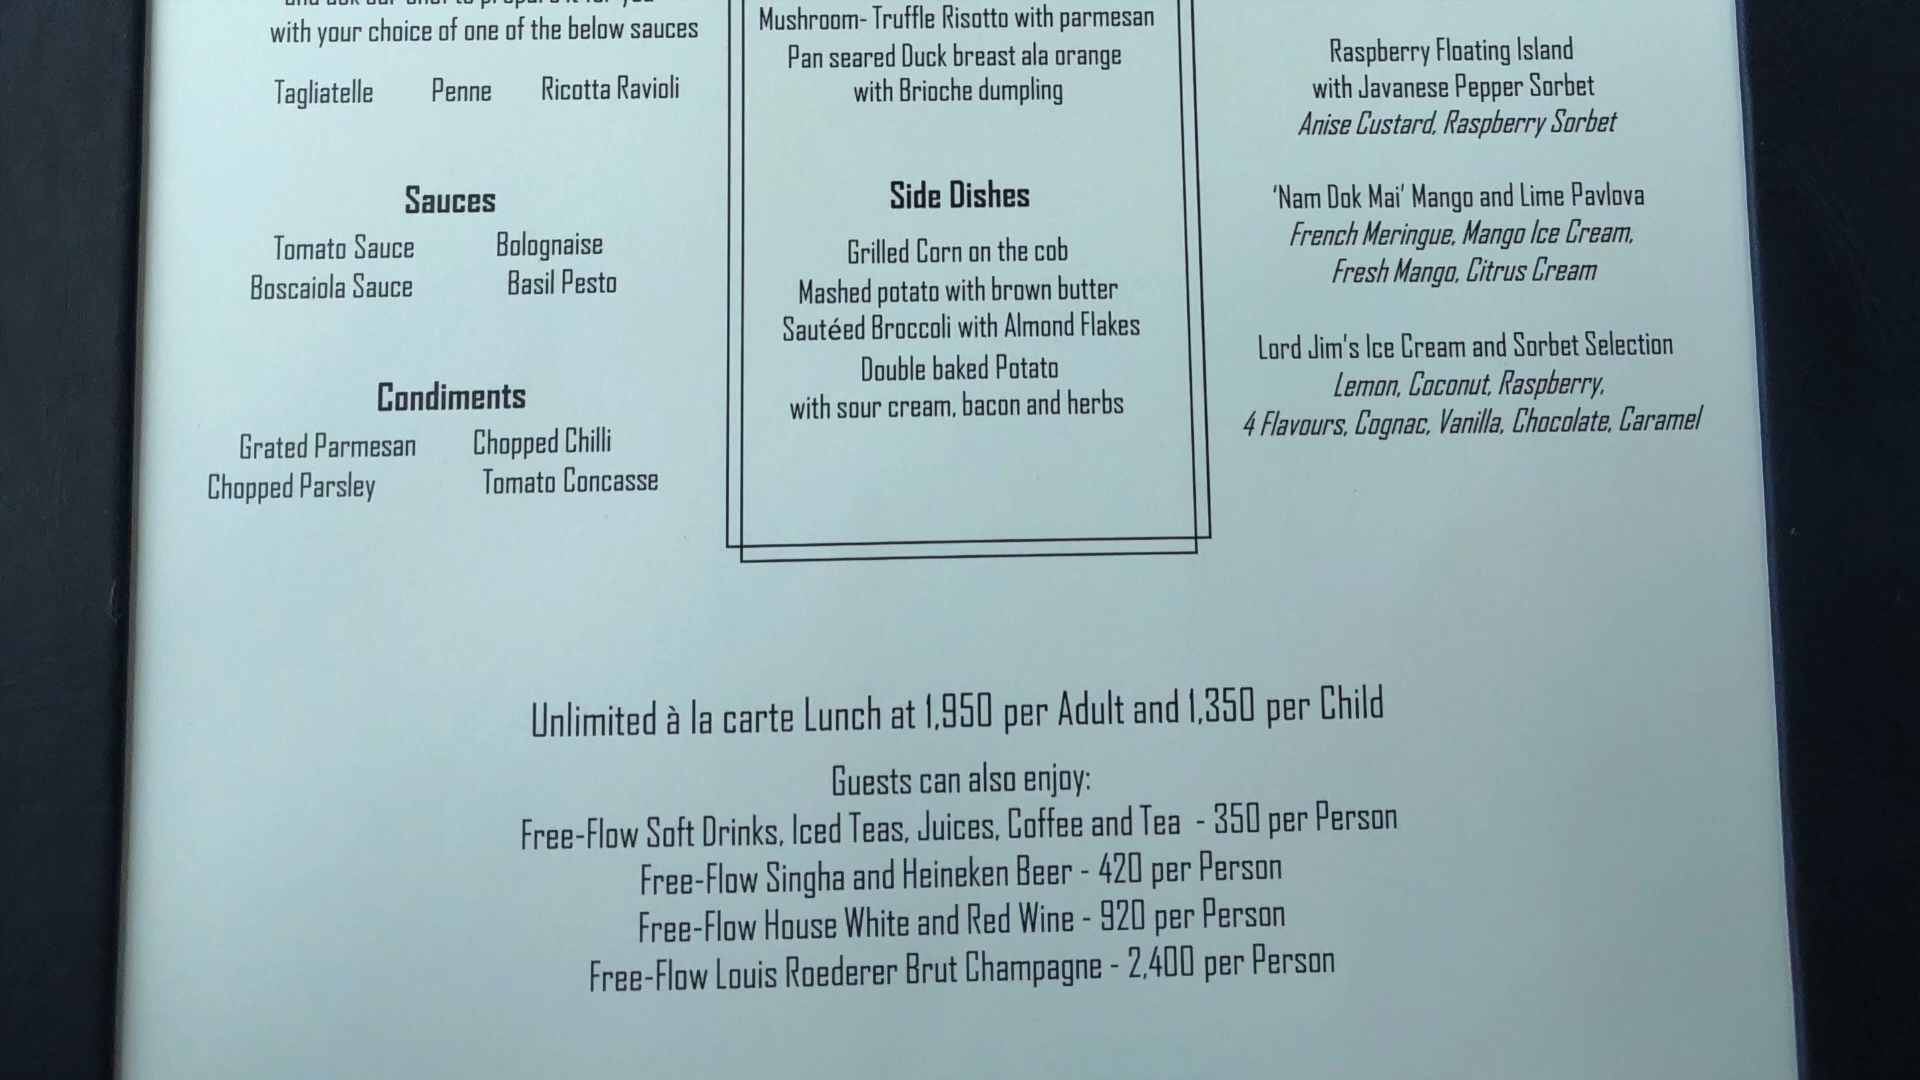 with your choice of one of the below sauces
Tagliatelle Penne Ricotta Ravioli
Sauces
Tomato Sauce Bolognaise
Boscaiola Sauce Basil Pesto
Condiments
Grated Parmesan Chopped Chilli
Chopped Parsley Tomato Concasse
Mushroom- Truffle Risotto with parmesan
Pan seared Duck breast ala orange
with Brioche dumpling
Side Dishes
Grilled Corn on the cob
Mashed potato with brown butter
Sautéed Broccoli with Almond Flakes
Double baked Potato
with sour cream, bacon and herbs
Raspberry Floating Island
with Javanese Pepper Sorbet
Anise Custard, Raspberry Sorbet
'Nam Dok Mai' Mango and Lime Pavlova
French Meringue, Mango Ice Cream,
Fresh Mango, Citrus Cream
Lord Jim's Ice Cream and Sorbet Selection
Lemon, Coconut, Raspberry,
4 Flavours, Cognac, Vanilla, Chocolate, Caramel
Unlimited à la carte Lunch at 1,950 per Adult and 1,350 per Child
Guests can also enjoy:
Free-Flow Soft Drinks, Iced Teas, Juices, Coffee and Tea - 350 per Person
Free-Flow Singha and Heineken Beer - 420 per Person
Free-Flow House White and Red Wine - 920 per Person
Free-Flow Louis Roederer Brut Champagne - 2,400 per Person